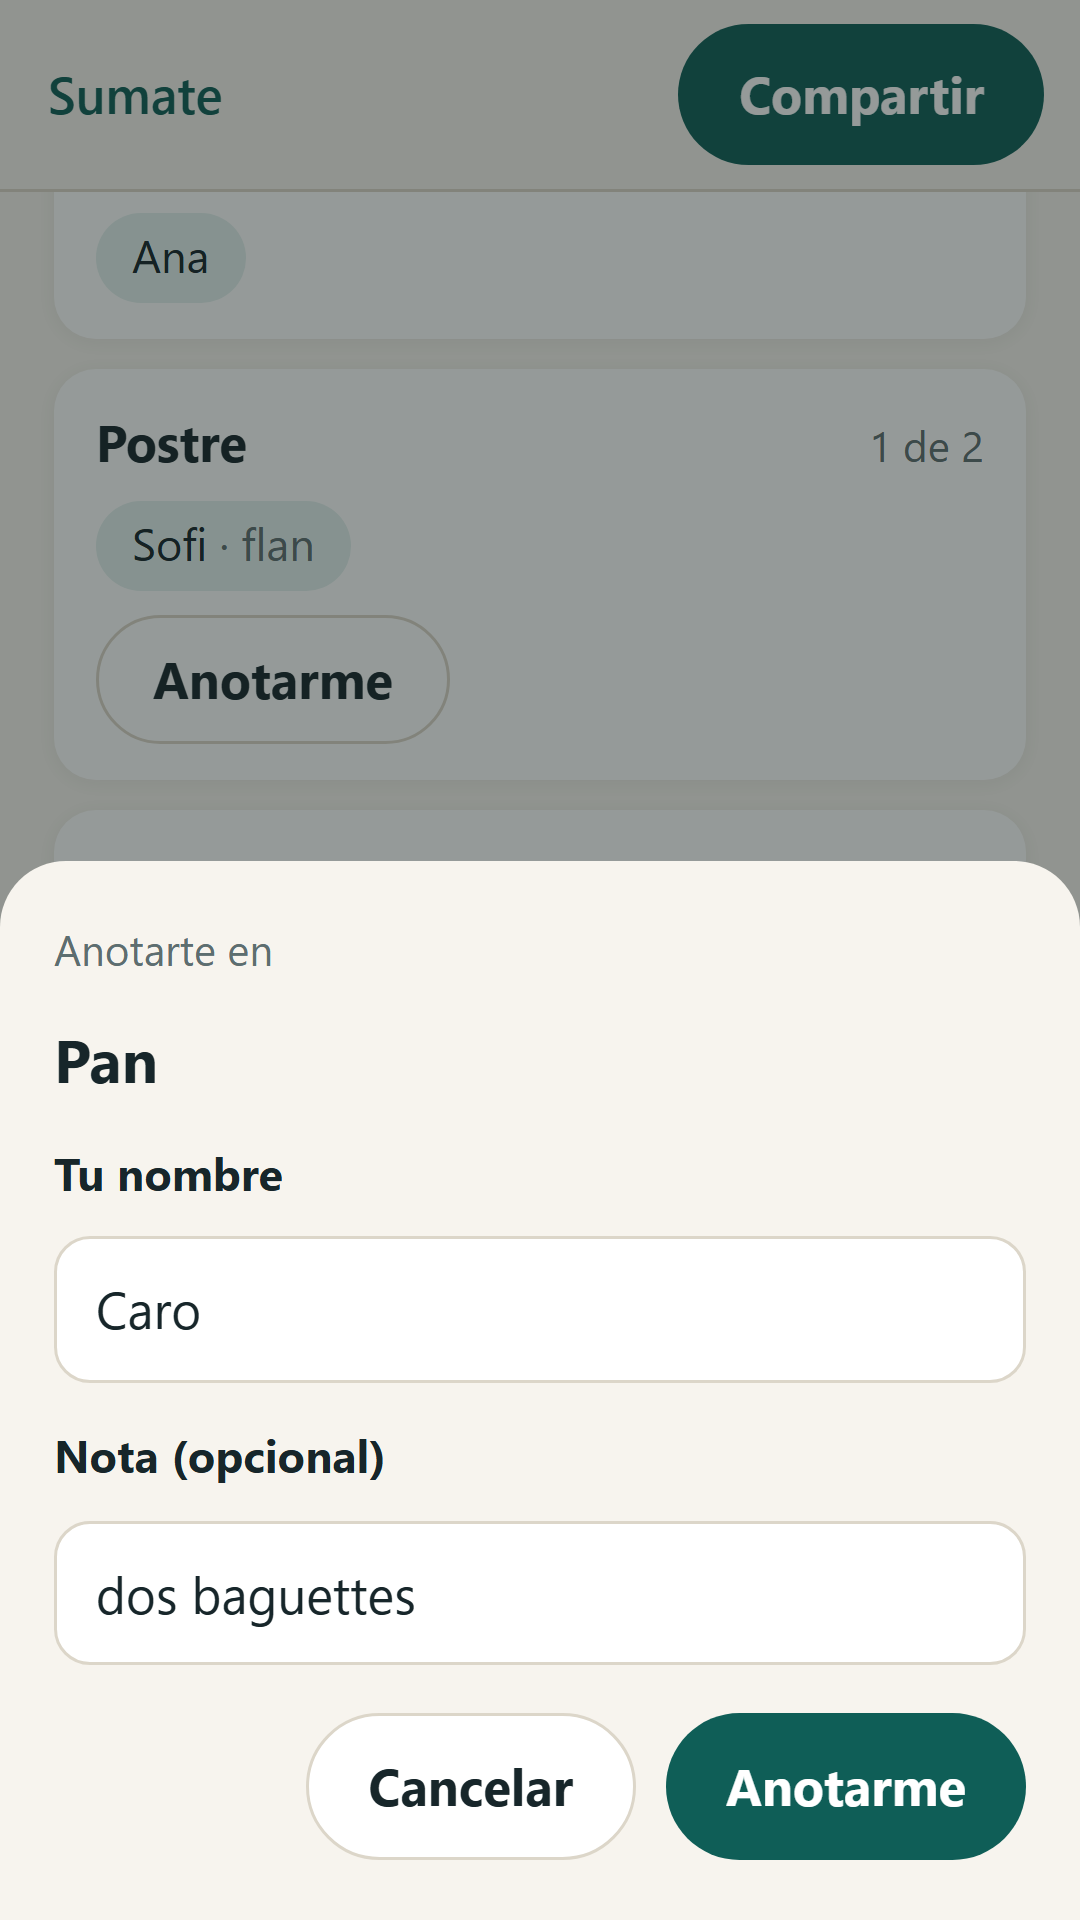 Sumate
Compartir
Ana
Postre
1 de 2
Sofi · flan
Anotarme
Anotarte en
Pan
Tu nombre
Caro
Nota (opcional)
dos baguettes
Cancelar
Anotarme